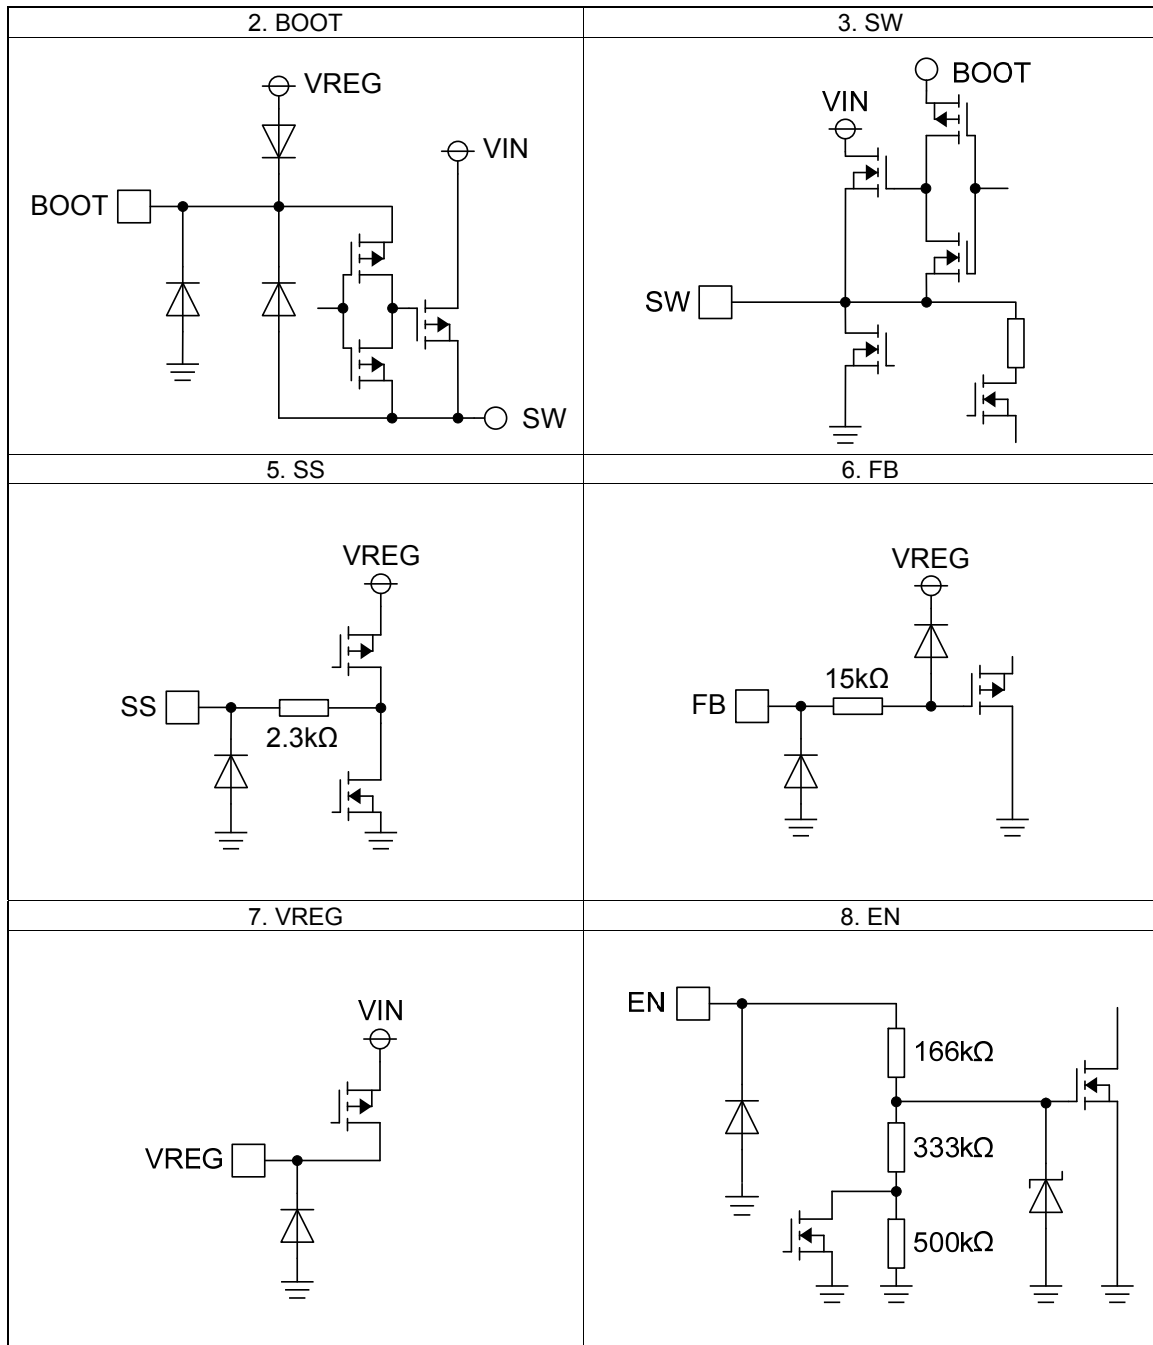 2. BOOT
3. SW
VREG
VIN
BOOT
SW
BOOT
VIN
SW
5. SS
6. FB
VREG
SS
2.3kΩ
VREG
15kΩ
FB
7. VREG
8. EN
VIN
VREG
EN
166kΩ
333kΩ
500kΩ